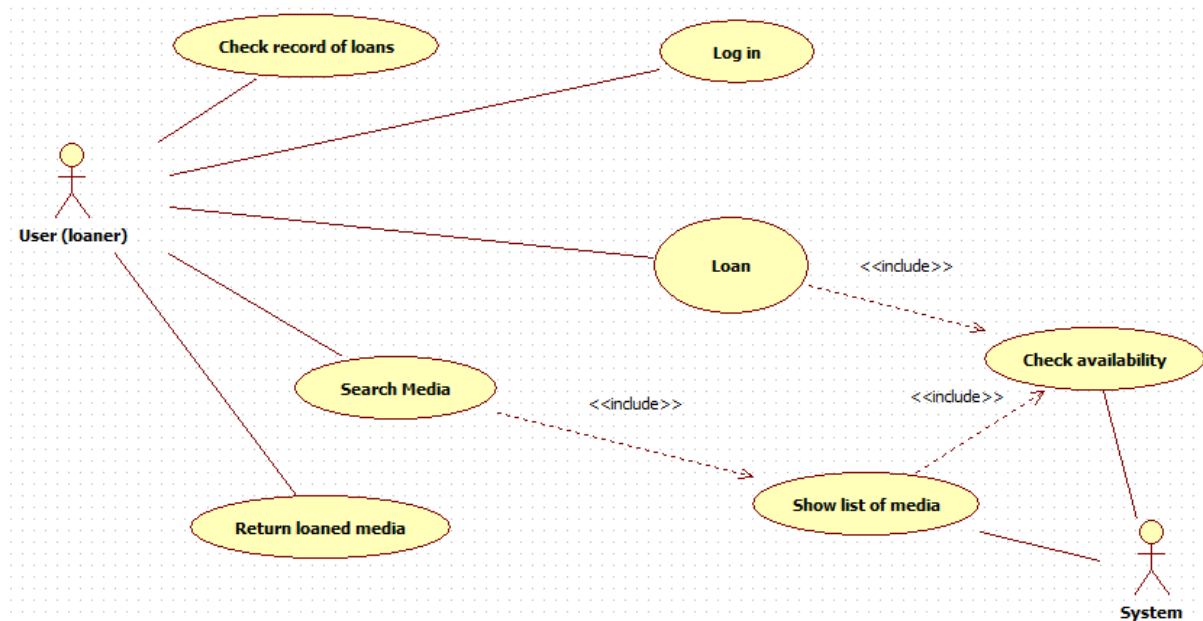 Check record of loans
Log in
User (loaner)
Loan
<<include>>
Check availability
Search Media
<<include>>
<<include>>
Show list of media
Return loaned media
System